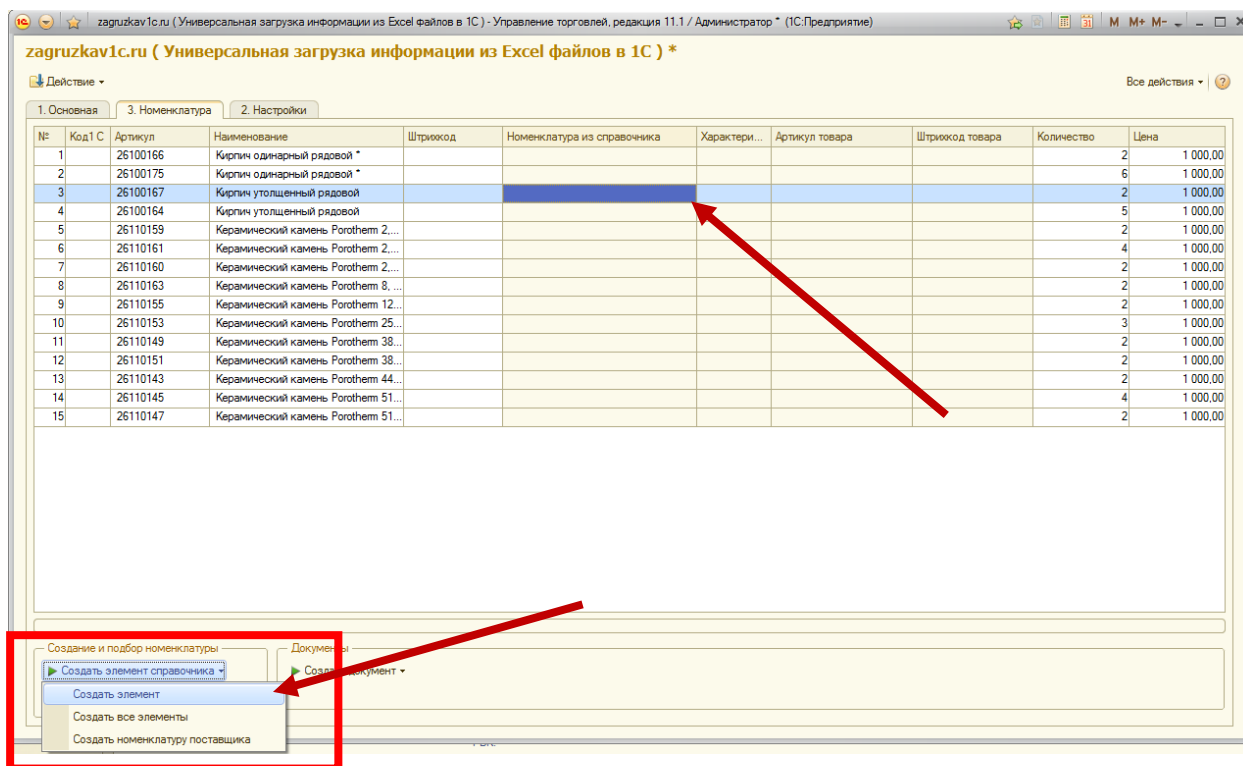 zagruzkav1c.ru ( Универсальная загрузка информации из Excel файлов в 1С ) - Управление торговлей, редакция 11.1 / Администратор * (1С:Предприятие) 31 M M+ M-
zagruzkav1c.ru ( Универсальная загрузка информации из Excel файлов в 1С ) *
Действие Все действия ?
1. Основная 3. Номенклатура 2. Настройки
№ Код1 С Артикул Наименование Штрихкод Номенклатура из справочника Характери... Артикул товара Штрихкод товара Количество Цена
1 26100166 Кирпич одинарный рядовой * 2 1 000,00
2 26100175 Кирпич одинарный рядовой * 6 1 000,00
3 26100167 Кирпич утолщенный рядовой 2 1 000,00
4 26100164 Кирпич утолщенный рядовой 5 1 000,00
5 26110159 Керамический камень Porotherm 2,... 2 1 000,00
6 26110161 Керамический камень Porotherm 2,... 4 1 000,00
7 26110160 Керамический камень Porotherm 2,... 2 1 000,00
8 26110163 Керамический камень Porotherm 8, ... 2 1 000,00
9 26110155 Керамический камень Porotherm 12... 2 1 000,00
10 26110153 Керамический камень Porotherm 25... 3 1 000,00
11 26110149 Керамический камень Porotherm 38... 2 1 000,00
12 26110151 Керамический камень Porotherm 38... 2 1 000,00
13 26110143 Керамический камень Porotherm 44... 2 1 000,00
14 26110145 Керамический камень Porotherm 51... 4 1 000,00
15 26110147 Керамический камень Porotherm 51... 2 1 000,00
Создание и подбор номенклатуры Документы
Создать элемент справочника Создать документ
Создать элемент
Создать все элементы
Создать номенклатуру поставщика